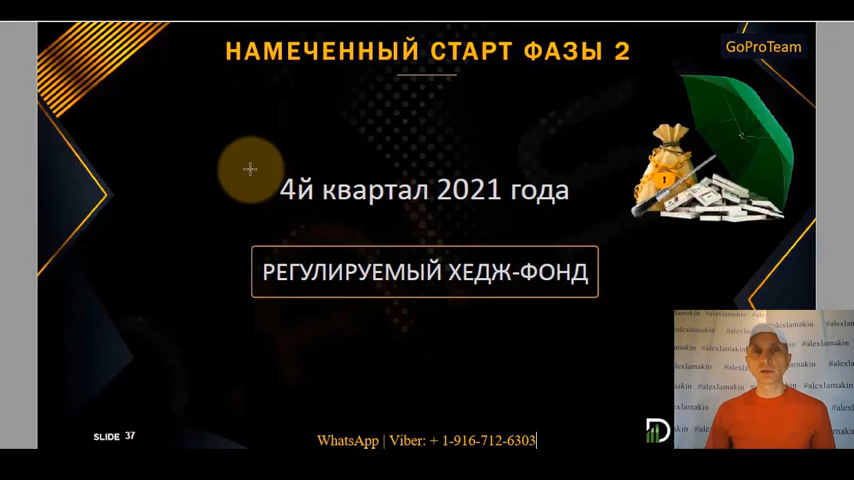 НАМЕЧЕННЫЙ СТАРТ ФАЗЫ 2
GoProTeam
4й квартал 2021 года
РЕГУЛИРУЕМЫЙ ХЕДЖ-ФОНД
#alexlamakin
SLIDE 37
WhatsApp | Viber: + 1-916-712-6303